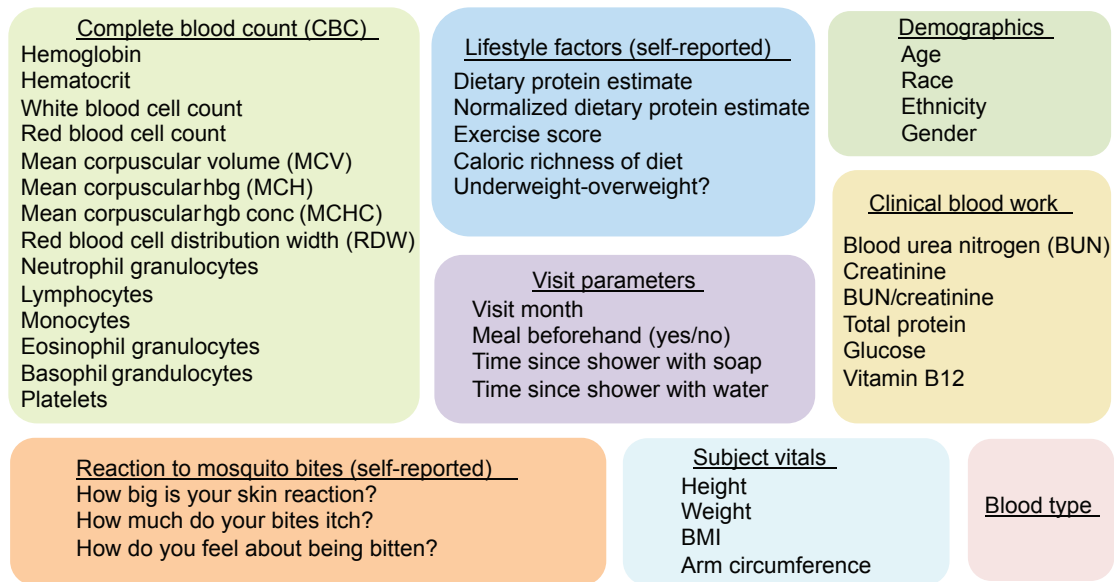 Complete blood count (CBC)
Hemoglobin
Hematocrit
White blood cell count
Red blood cell count
Mean corpuscular volume (MCV)
Mean corpuscular hbg (MCH)
Mean corpuscular hgb conc (MCHC)
Red blood cell distribution width (RDW)
Neutrophil granulocytes
Lymphocytes
Monocytes
Eosinophil granulocytes
Basophil grandulocytes
Platelets
Lifestyle factors (self-reported)
Dietary protein estimate
Normalized dietary protein estimate
Exercise score
Caloric richness of diet
Underweight-overweight?
Demographics
Age
Race
Ethnicity
Gender
Visit parameters
Visit month
Meal beforehand (yes/no)
Time since shower with soap
Time since shower with water
Clinical blood work
Blood urea nitrogen (BUN)
Creatinine
BUN/creatinine
Total protein
Glucose
Vitamin B12
Reaction to mosquito bites (self-reported)
How big is your skin reaction?
How much do your bites itch?
How do you feel about being bitten?
Subject vitals
Height
Weight
BMI
Arm circumference
Blood type